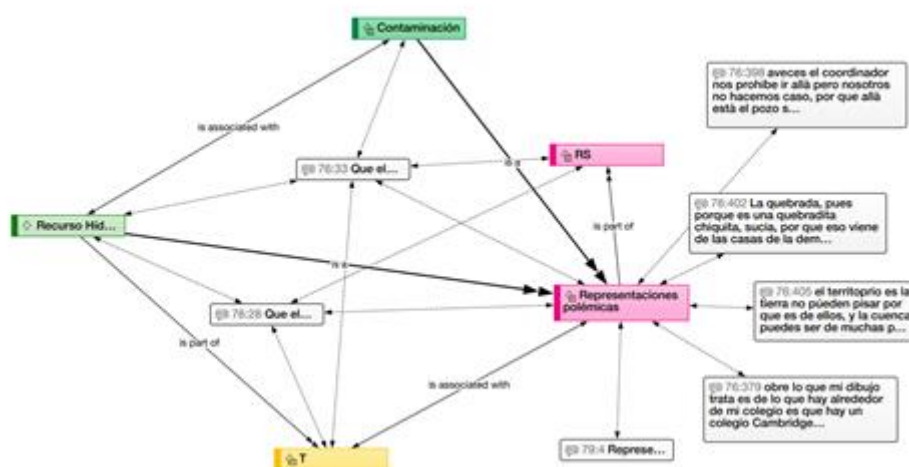 Contaminación
76:398 aveces el coordinador
nos prohibe ir allà pero nosotros
no hacemos caso, por que allà
està el pozo s...
is associated with
RS
76:33 Que el...
is a
76:402 La quebrada, pues
porque es una quebradita
chiquita, sucia, por que eso viene
de las casas de la dem...
Recurso Híd...
is part of
is a
Representaciones
polémicas
76:405 el territoprio es la
tierra no pùeden pisar por
que es de ellos, y la cuenca
puedes ser de muchas p...
76:28 Que el...
is part of
is associated with
76:379 obre lo que mi dibujo
trata es de lo que hay alrededor
de mi colegio es que hay un
colegio Cambridge...
79:4 Represe...
T